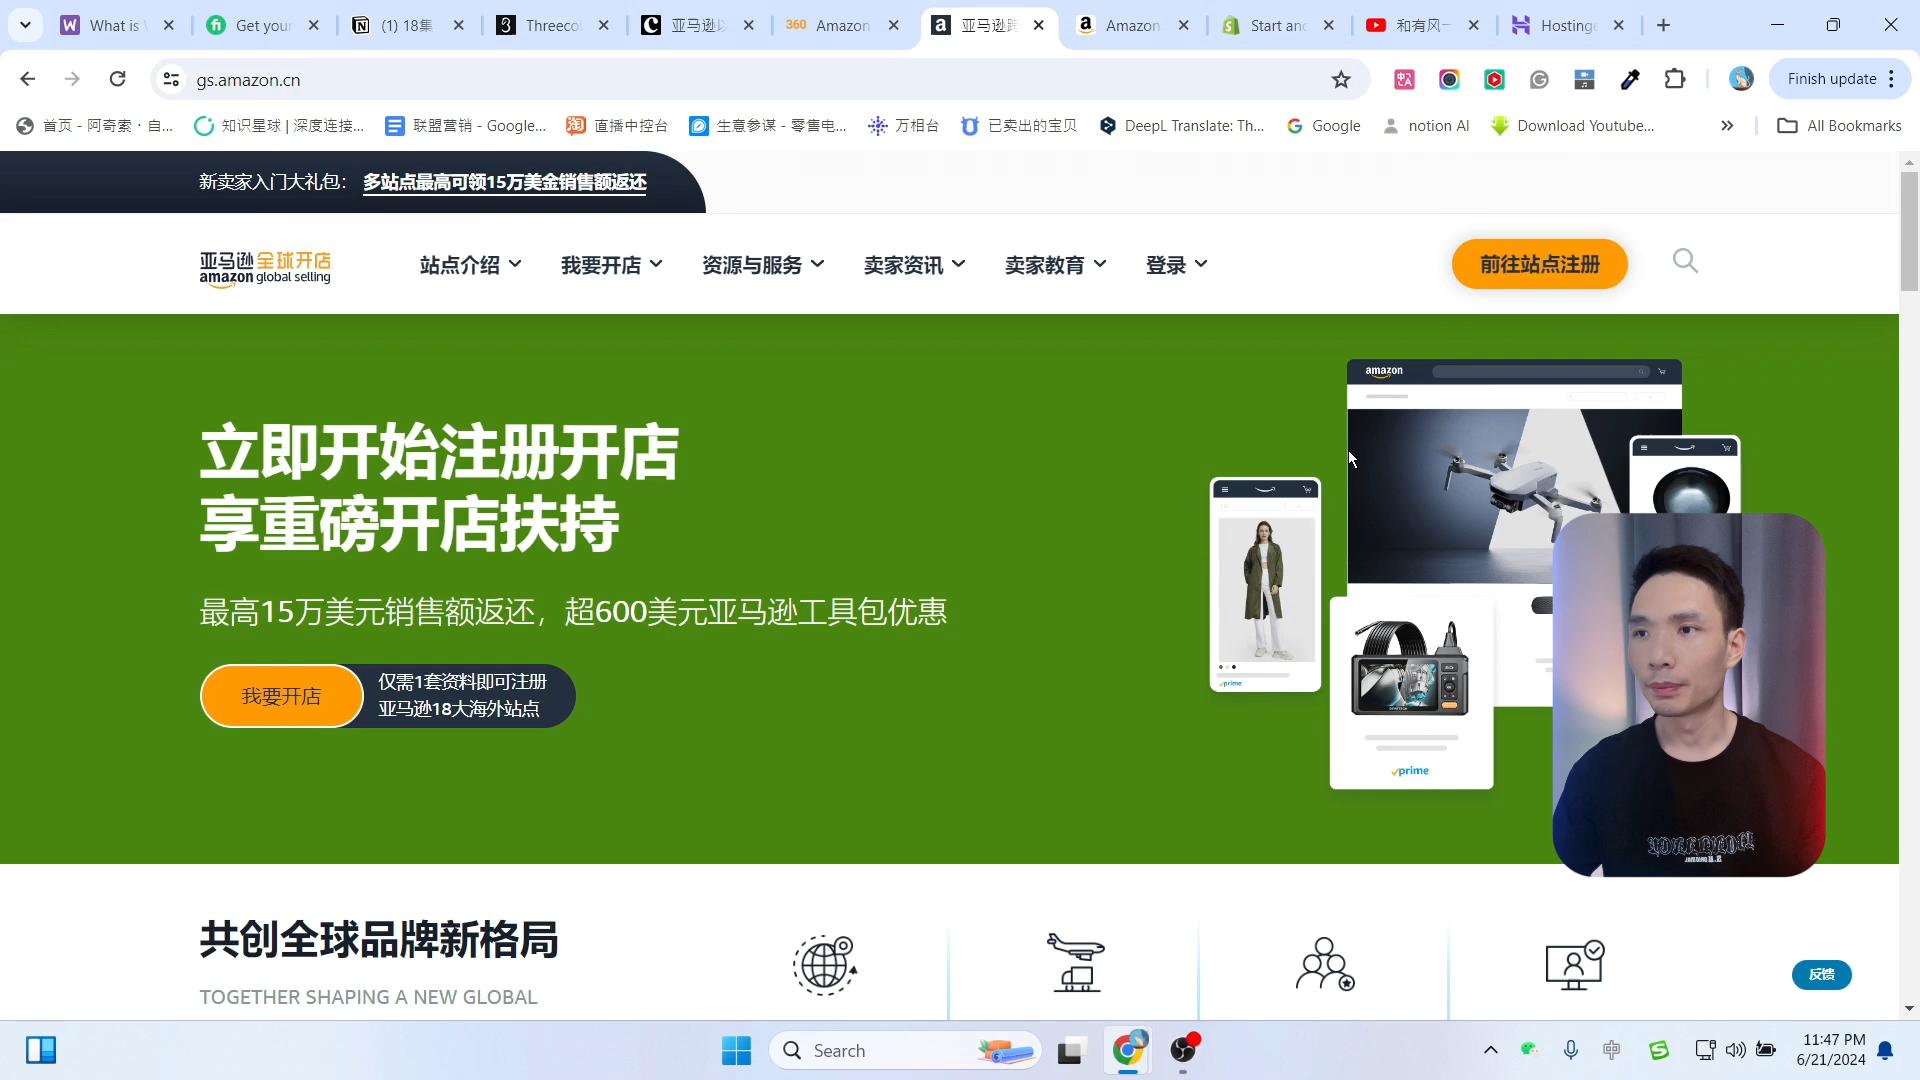 What is
Get your
(1) 18集
Threecol
亚马逊以
360 Amazon
亚马逊跨
Amazon
Start and
和有风一
Hostinge
gs.amazon.cn
Finish update
首页 - 阿奇索 · 自...
知识星球 | 深度连接...
联盟营销 - Google...
直播中控台
生意参谋 - 零售电...
万相台
已卖出的宝贝
DeepL Translate: Th...
Google
notion AI
Download Youtube...
All Bookmarks
新卖家入门大礼包： 多站点最高可领15万美金销售额返还
亚马逊全球开店
amazon global selling
站点介绍
我要开店
资源与服务
卖家资讯
卖家教育
登录
前往站点注册
amazon
立即开始注册开店
享重磅开店扶持
最高15万美元销售额返还，超600美元亚马逊工具包优惠
我要开店
仅需1套资料即可注册
亚马逊18大海外站点
prime
prime
共创全球品牌新格局
TOGETHER SHAPING A NEW GLOBAL
反馈
Search
中
11:47 PM
6/21/2024